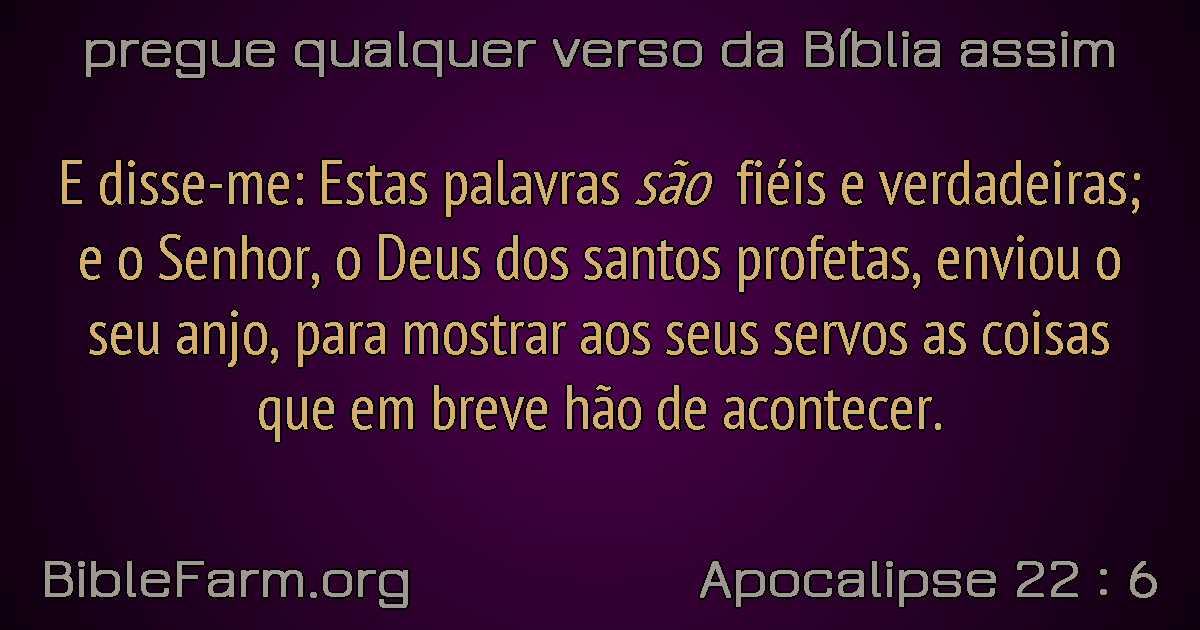 pregue qualquer verso da Bíblia assim
E disse-me: Estas palavras são fiéis e verdadeiras;
e o Senhor, o Deus dos santos profetas, enviou o
seu anjo, para mostrar aos seus servos as coisas
que em breve hão de acontecer.
BibleFarm.org
Apocalipse 22 : 6